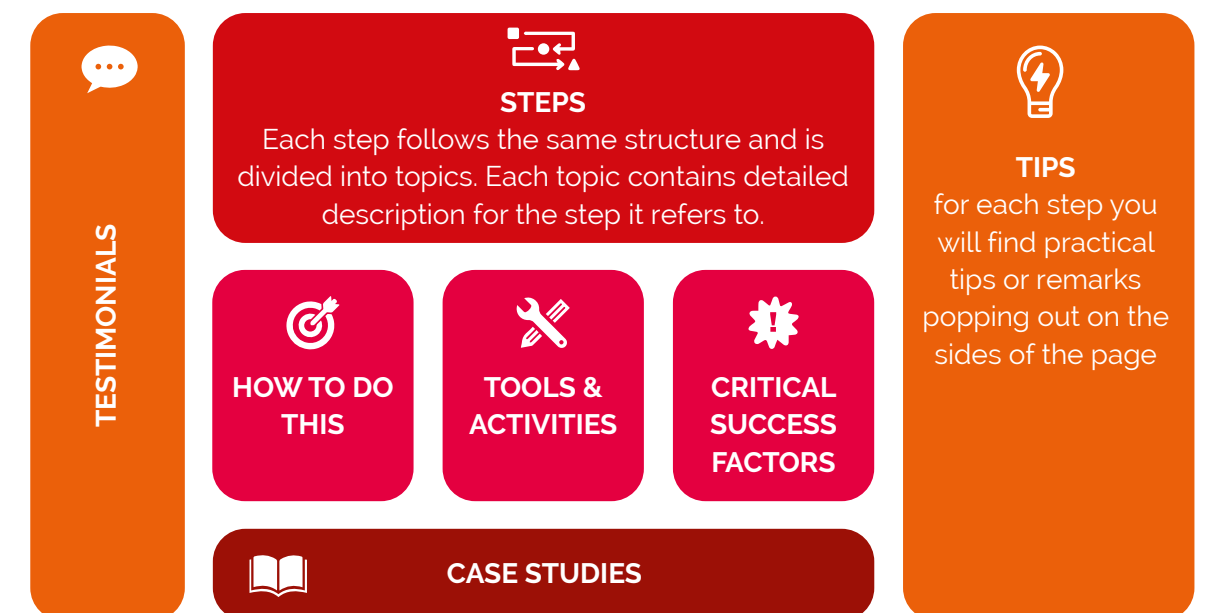 TESTIMONIALS
STEPS
Each step follows the same structure and is
divided into topics. Each topic contains detailed
description for the step it refers to.
HOW TO DO
THIS
TOOLS &
ACTIVITIES
CRITICAL
SUCCESS
FACTORS
CASE STUDIES
TIPS
for each step you
will find practical
tips or remarks
popping out on the
sides of the page